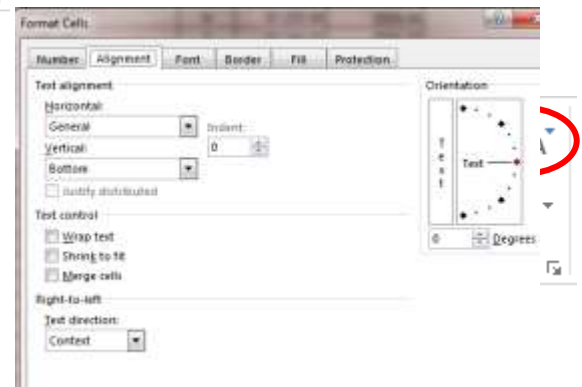 Format Cells
Number Alignment Font Border Fill Protection
Text alignment
Orientation
Horizontal:
General
Indent:
Vertical:
0
Bottom
Justify distributed
Text
Text
Text control
Wrap text
Shrink to fit
Merge cells
0 Degrees
Right-to-left
Text direction:
Context